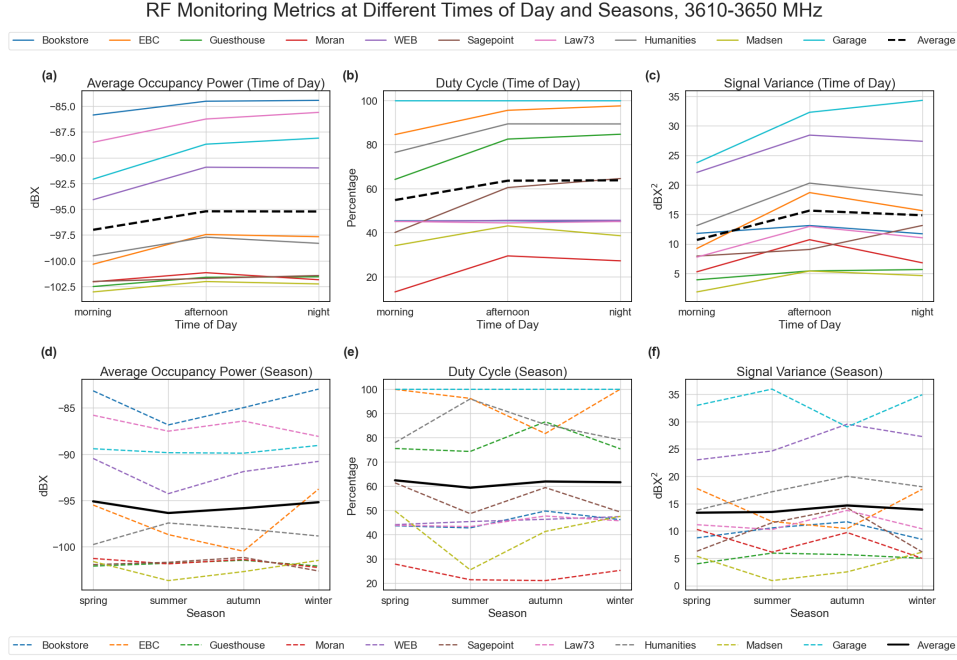 RF Monitoring Metrics at Different Times of Day and Seasons, 3610-3650 MHz
Bookstore EBC Guesthouse Moran WEB Sagepoint Law73 Humanities Madsen Garage Average
(a) Average Occupancy Power (Time of Day)
−85.0
−87.5
−90.0
−92.5
−95.0
−97.5
−100.0
−102.5
dBX
morning afternoon night
Time of Day
(b) Duty Cycle (Time of Day)
100
80
60
40
20
Percentage
morning afternoon night
Time of Day
(c) Signal Variance (Time of Day)
35
30
25
20
15
10
5
dBX²
morning afternoon night
Time of Day
(d) Average Occupancy Power (Season)
−85
−90
−95
−100
dBX
spring summer autumn winter
Season
(e) Duty Cycle (Season)
100
90
80
70
60
50
40
30
20
Percentage
spring summer autumn winter
Season
(f) Signal Variance (Season)
35
30
25
20
15
10
5
0
dBX²
spring summer autumn winter
Season
Bookstore EBC Guesthouse Moran WEB Sagepoint Law73 Humanities Madsen Garage Average